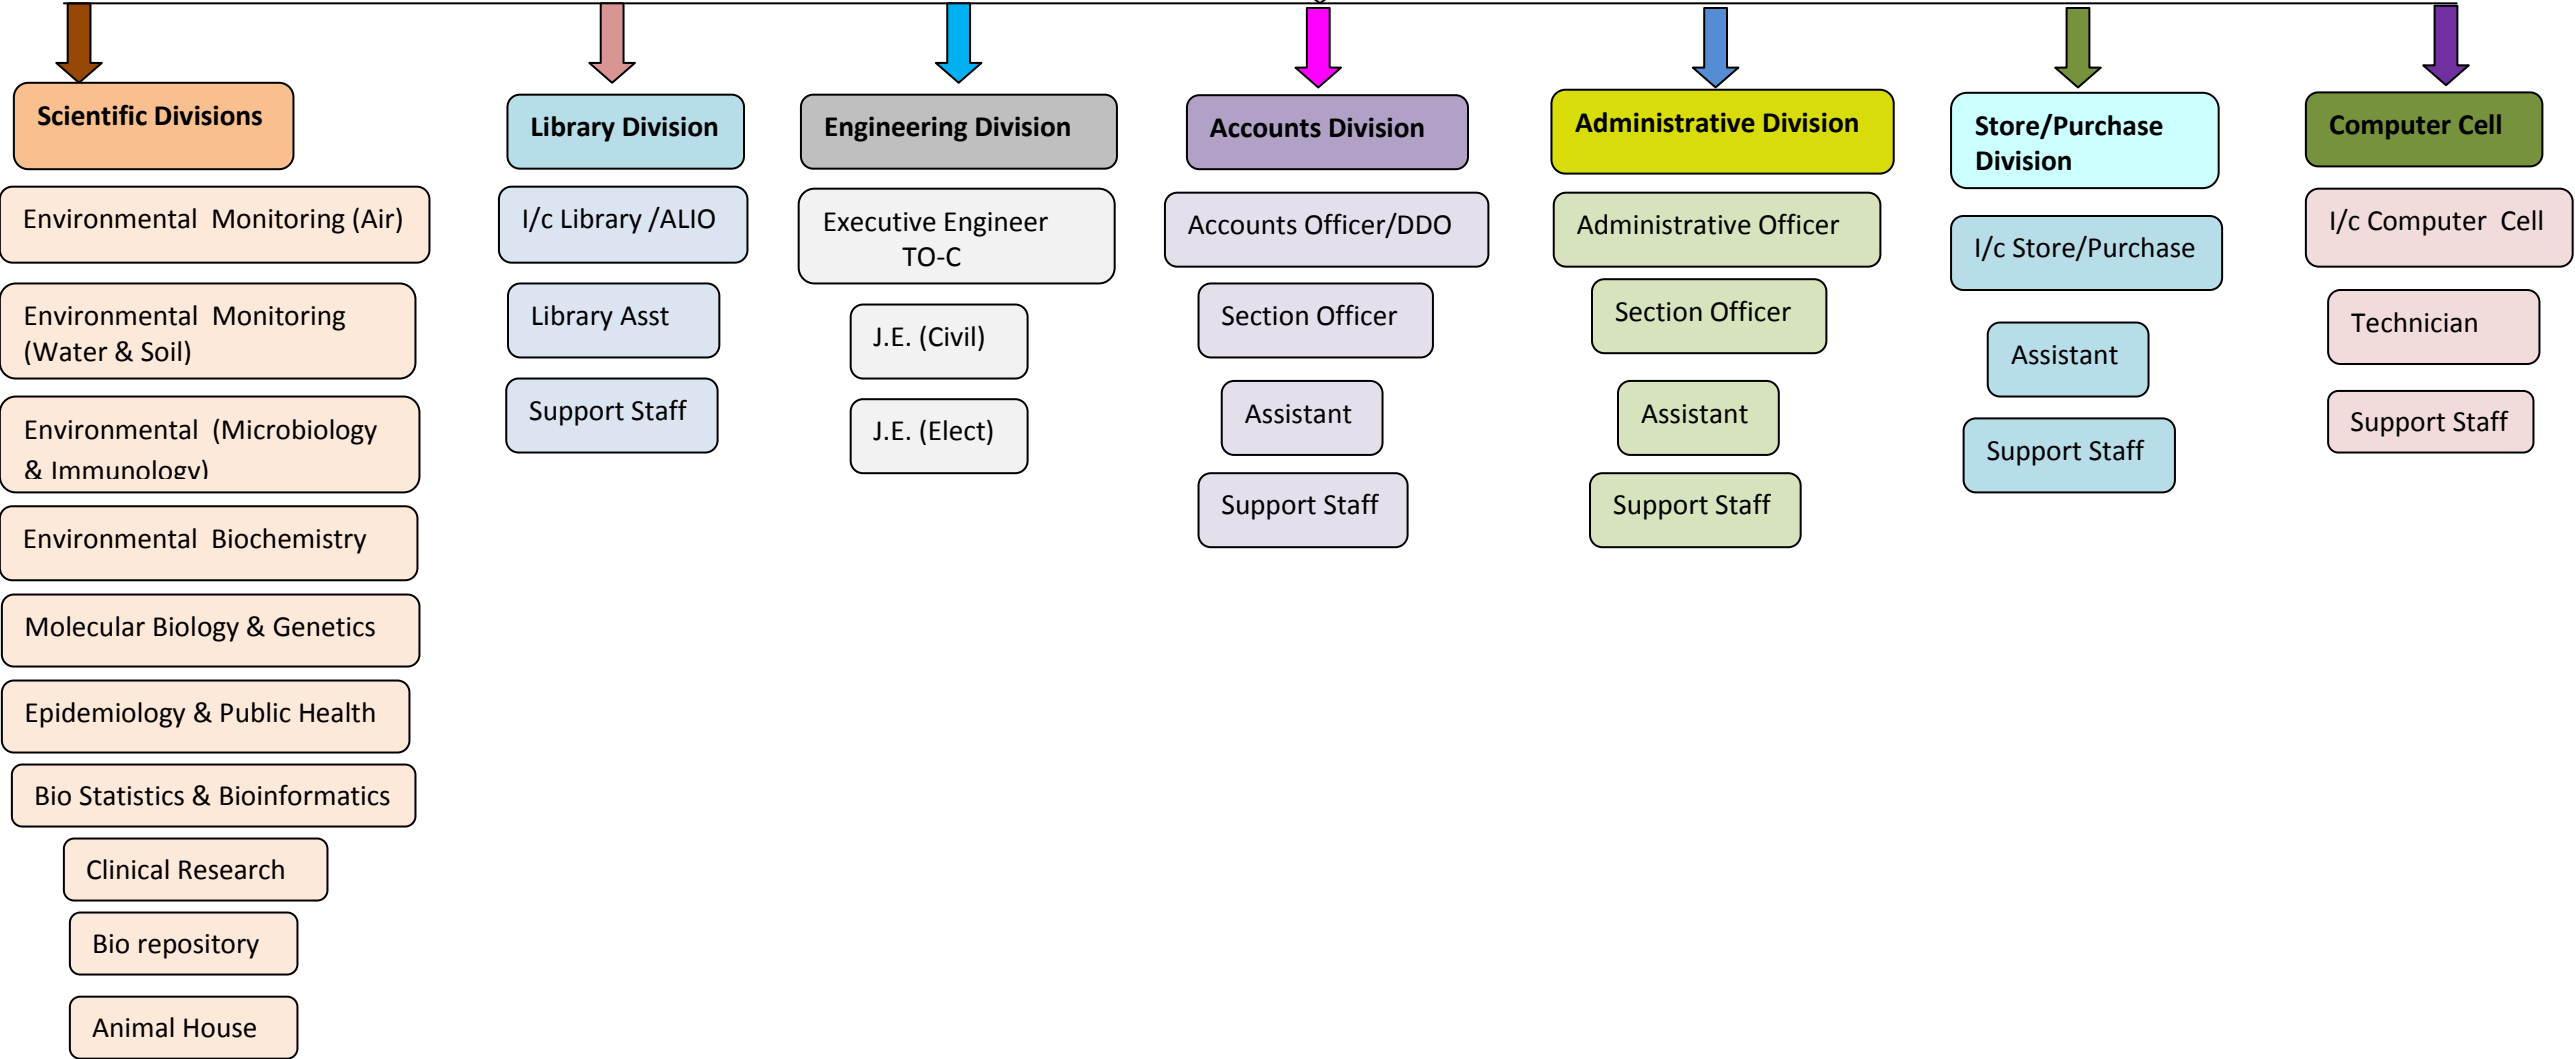 Scientific Divisions
Environmental Monitoring (Air)
Environmental Monitoring
(Water & Soil)
Environmental (Microbiology
& Immunology)
Environmental Biochemistry
Molecular Biology & Genetics
Epidemiology & Public Health
Bio Statistics & Bioinformatics
Clinical Research
Bio repository
Animal House
Library Division
I/c Library /ALIO
Library Asst
Support Staff
Engineering Division
Executive Engineer
TO-C
J.E. (Civil)
J.E. (Elect)
Accounts Division
Accounts Officer/DDO
Section Officer
Assistant
Support Staff
Administrative Division
Administrative Officer
Section Officer
Assistant
Support Staff
Store/Purchase
Division
I/c Store/Purchase
Assistant
Support Staff
Computer Cell
I/c Computer Cell
Technician
Support Staff